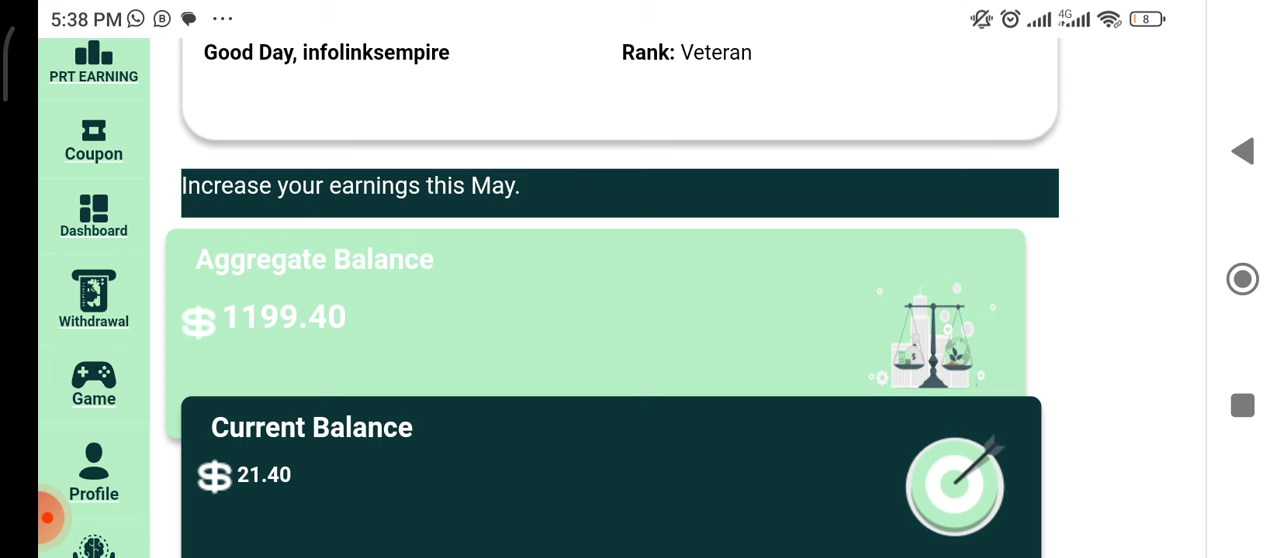 5:38 PM
4G
8
Good Day, infolinksempire
Rank: Veteran
PRT EARNING
Coupon
Dashboard
Withdrawal
Game
Profile
Increase your earnings this May.
Aggregate Balance
$ 1199.40
Current Balance
$ 21.40